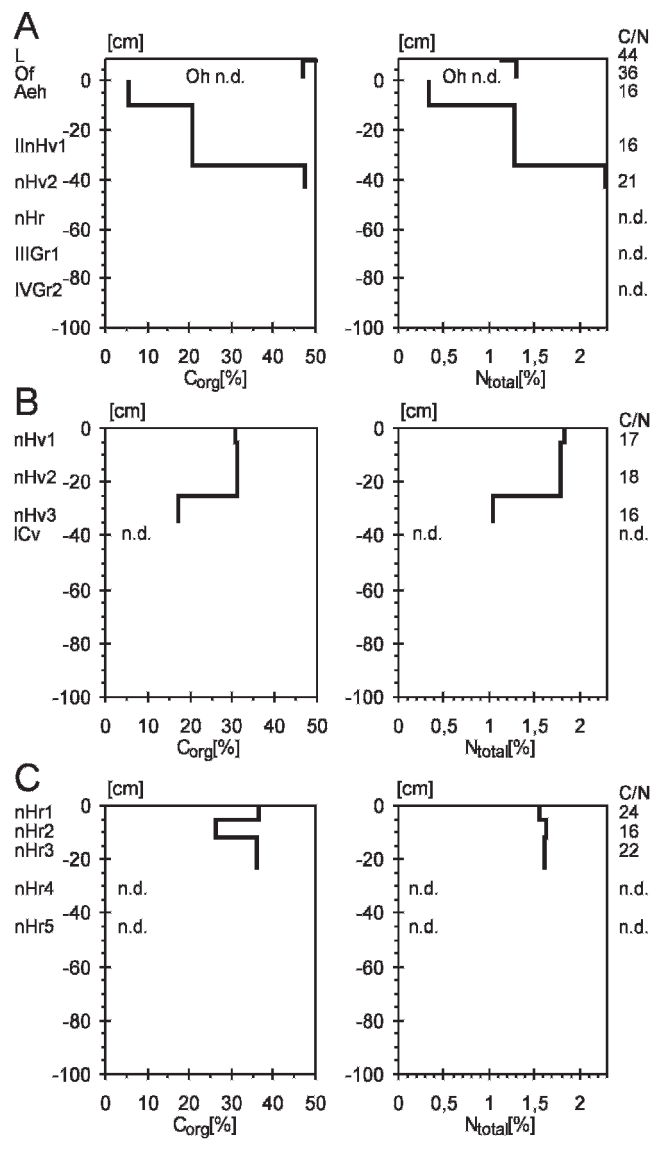 A
[cm] [cm] C/N
L 44
Of 0 Oh n.d. 0 Oh n.d. 36
Aeh 16
-20 -20
IInHv1 16
nHv2 -40 -40 21
nHr n.d.
-60 -60
IIIGr1 n.d.
-80 -80
IVGr2 n.d.
-100 -100
0 10 20 30 40 50 0 0,5 1 1,5 2
Corg[%] Ntotal[%]
B
[cm] [cm] C/N
nHv1 0 0 17
nHv2 -20 -20 18
nHv3 16
ICv -40 n.d. -40 n.d. n.d.
-60 -60
-80 -80
-100 -100
0 10 20 30 40 50 0 0,5 1 1,5 2
Corg[%] Ntotal[%]
C
[cm] [cm] C/N
nHr1 0 0 24
nHr2 16
nHr3 -20 -20 22
nHr4 n.d. n.d. n.d.
-40 -40
nHr5 n.d. n.d. n.d.
-60 -60
-80 -80
-100 -100
0 10 20 30 40 50 0 0,5 1 1,5 2
Corg[%] Ntotal[%]